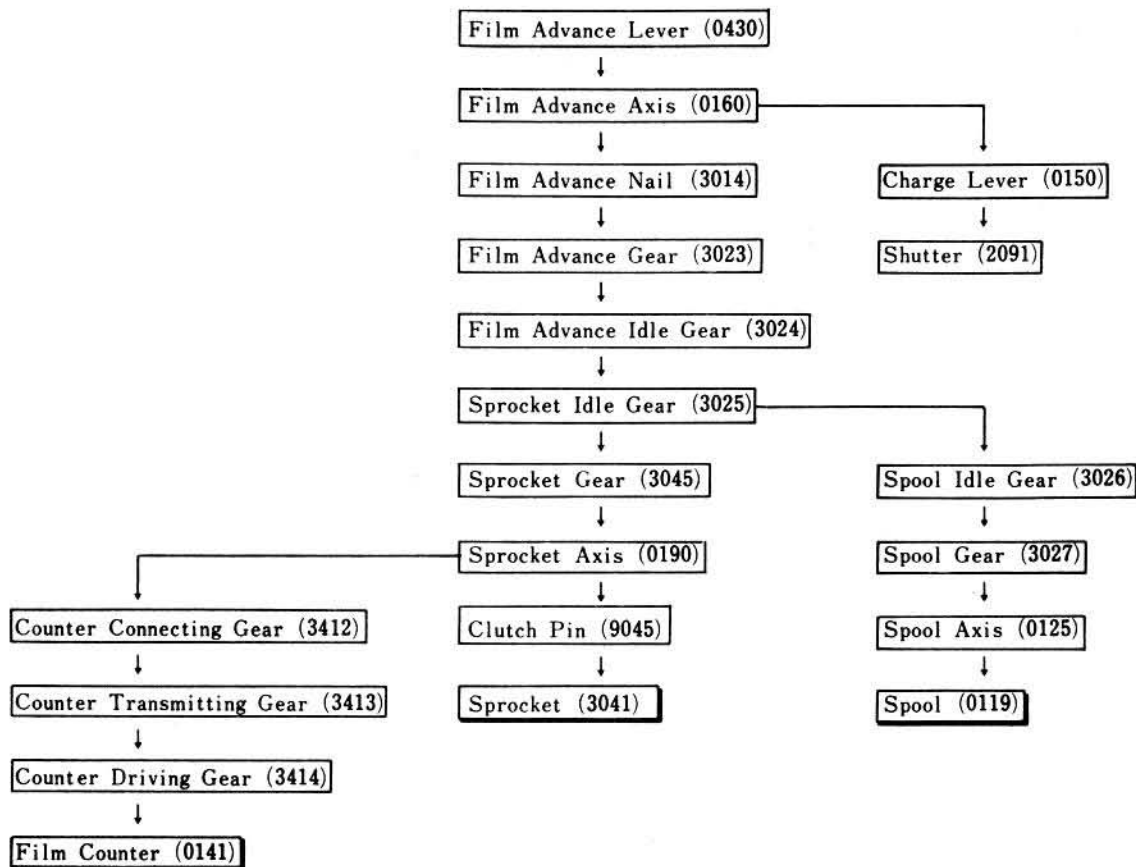 Film Advance Lever (0430)
Film Advance Axis (0160)
Film Advance Nail (3014)
Charge Lever (0150)
Film Advance Gear (3023)
Shutter (2091)
Film Advance Idle Gear (3024)
Sprocket Idle Gear (3025)
Sprocket Gear (3045)
Spool Idle Gear (3026)
Sprocket Axis (0190)
Spool Gear (3027)
Counter Connecting Gear (3412)
Clutch Pin (9045)
Spool Axis (0125)
Counter Transmitting Gear (3413)
Sprocket (3041)
Spool (0119)
Counter Driving Gear (3414)
Film Counter (0141)